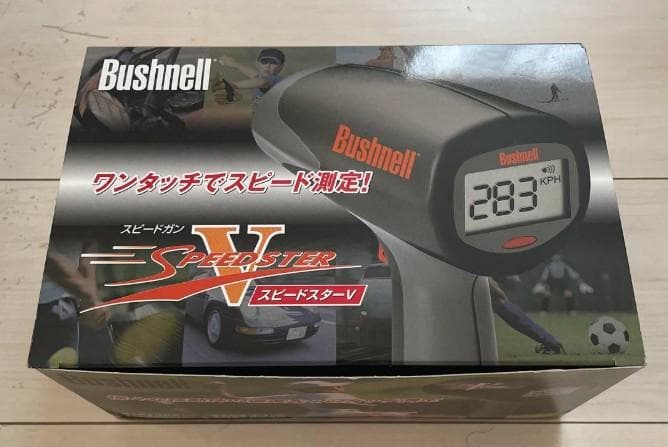 Bushnell
Bushnell
Bushnell
283
KPH
ワンタッチでスピード測定!
スピードガン
V
SPEEDSTER
スピードスターV
Bushnell